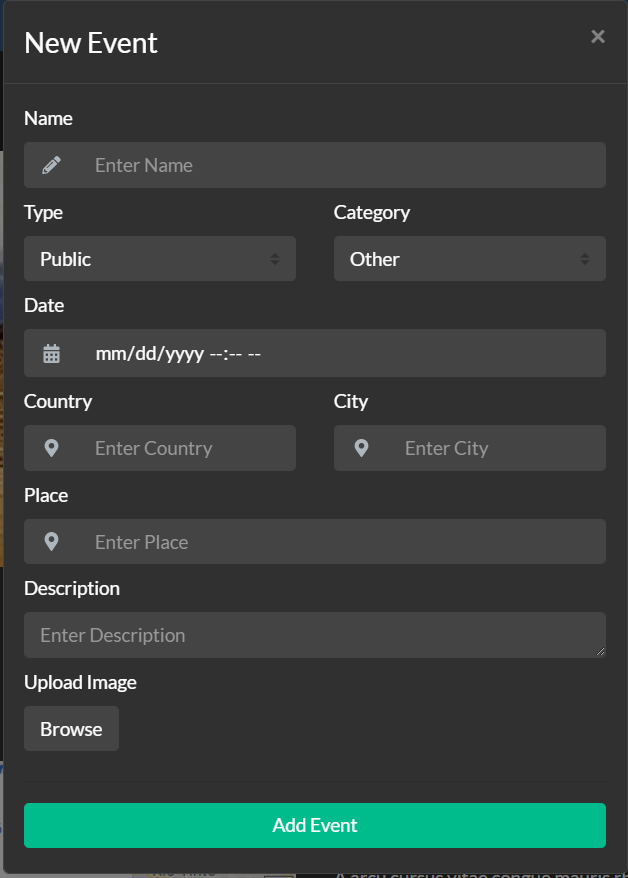 New Event
×
Name
Enter Name
Type Category
Public Other
Date
mm/dd/yyyy --:-- --
Country City
Enter Country Enter City
Place
Enter Place
Description
Enter Description
Upload Image
Browse
Add Event